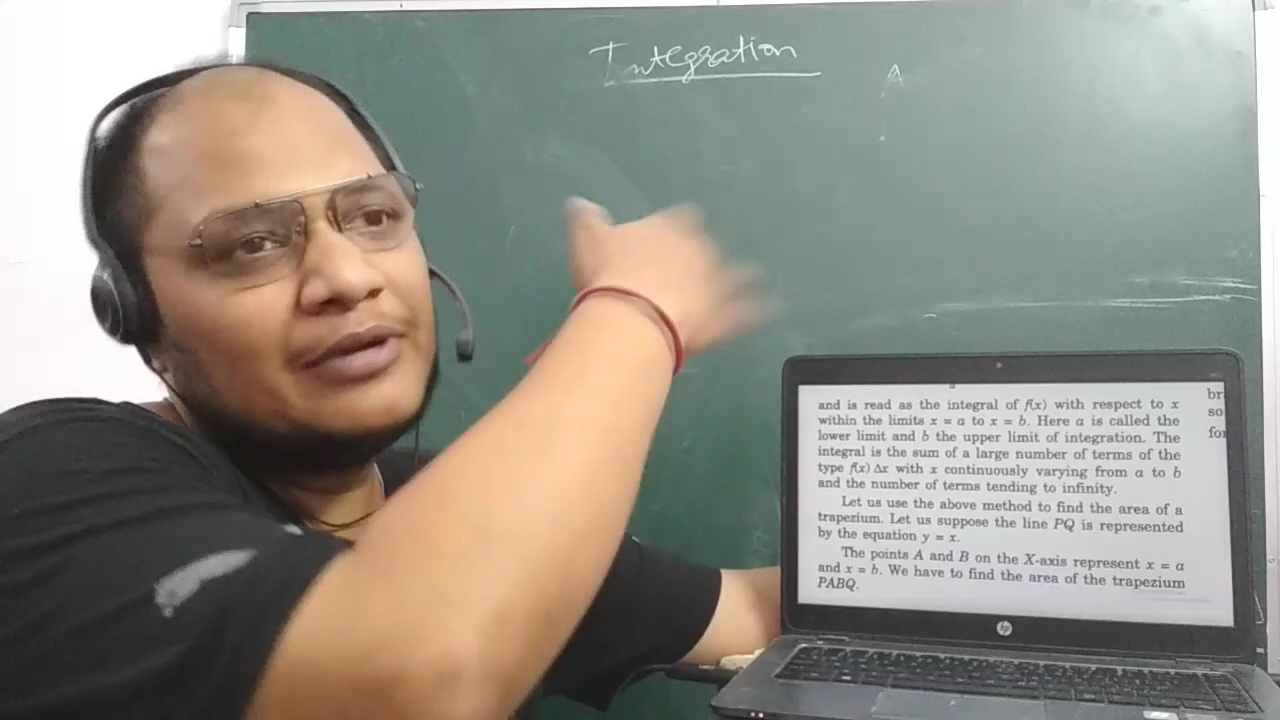 Integration
A
and is read as the integral of f(x) with respect to x
within the limits x = a to x = b. Here a is called the
lower limit and b the upper limit of integration. The
integral is the sum of a large number of terms of the
type f(x) Δx with x continuously varying from a to b
and the number of terms tending to infinity.
Let us use the above method to find the area of a
trapezium. Let us suppose the line PQ is represented
by the equation y = x.
The points A and B on the X-axis represent x = a
and x = b. We have to find the area of the trapezium
PABQ.
br
so
for
hp